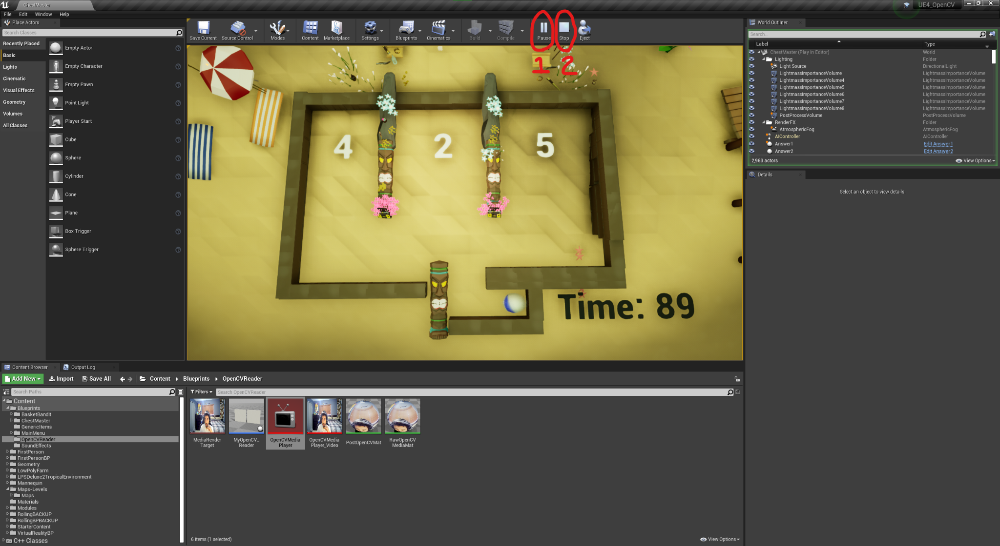 ChestMaster
UE4_OpenCV
File Edit Window Help
Place Actors
Search Classes
Recently Placed
Basic
Lights
Cinematic
Visual Effects
Geometry
Volumes
All Classes
Empty Actor
Empty Character
Empty Pawn
Point Light
Player Start
Cube
Sphere
Cylinder
Cone
Plane
Box Trigger
Sphere Trigger
Save Current Source Control Modes Content Marketplace Settings Blueprints Cinematics Build Compile Pause Stop Eject
1 2
4 2 5
Time: 89
World Outliner
Search...
Label Type
ChestMaster (Play In Editor) World
Lighting Folder
Light Source DirectionalLight
LightmassImportanceVolume LightmassImportanceVolume
LightmassImportanceVolume4 LightmassImportanceVolume
LightmassImportanceVolume5 LightmassImportanceVolume
LightmassImportanceVolume6 LightmassImportanceVolume
LightmassImportanceVolume7 LightmassImportanceVolume
LightmassImportanceVolume8 LightmassImportanceVolume
PostProcessVolume PostProcessVolume
RenderFX Folder
AtmosphericFog AtmosphericFog
AIController AIController
Answer1 Edit Answer1
Answer2 Edit Answer2
2,963 actors View Options
Details
Select an object to view details.
Content Browser Output Log
Add New Import Save All Content Blueprints OpenCVReader
Search Paths
Content
Blueprints
BasketBandit
ChestMaster
GenericItems
MainMenu
OpenCVReader
SoundEffects
FirstPerson
FirstPersonBP
Geometry
LowPolyFarm
LPSDeluxe2TropicalEnvironment
Mannequin
Maps-Levels
Maps
Materials
Modules
RollingBACKUP
RollingBPBACKUP
StarterContent
VirtualRealityBP
C++ Classes
Filters Search OpenCVReader
MediaRender
Target
MyOpenCV_
Reader
OpenCVMedia
Player
OpenCVMedia
Player_Video
PostOpenCVMat
RawOpenCV
MediaMat
6 items (1 selected) View Options